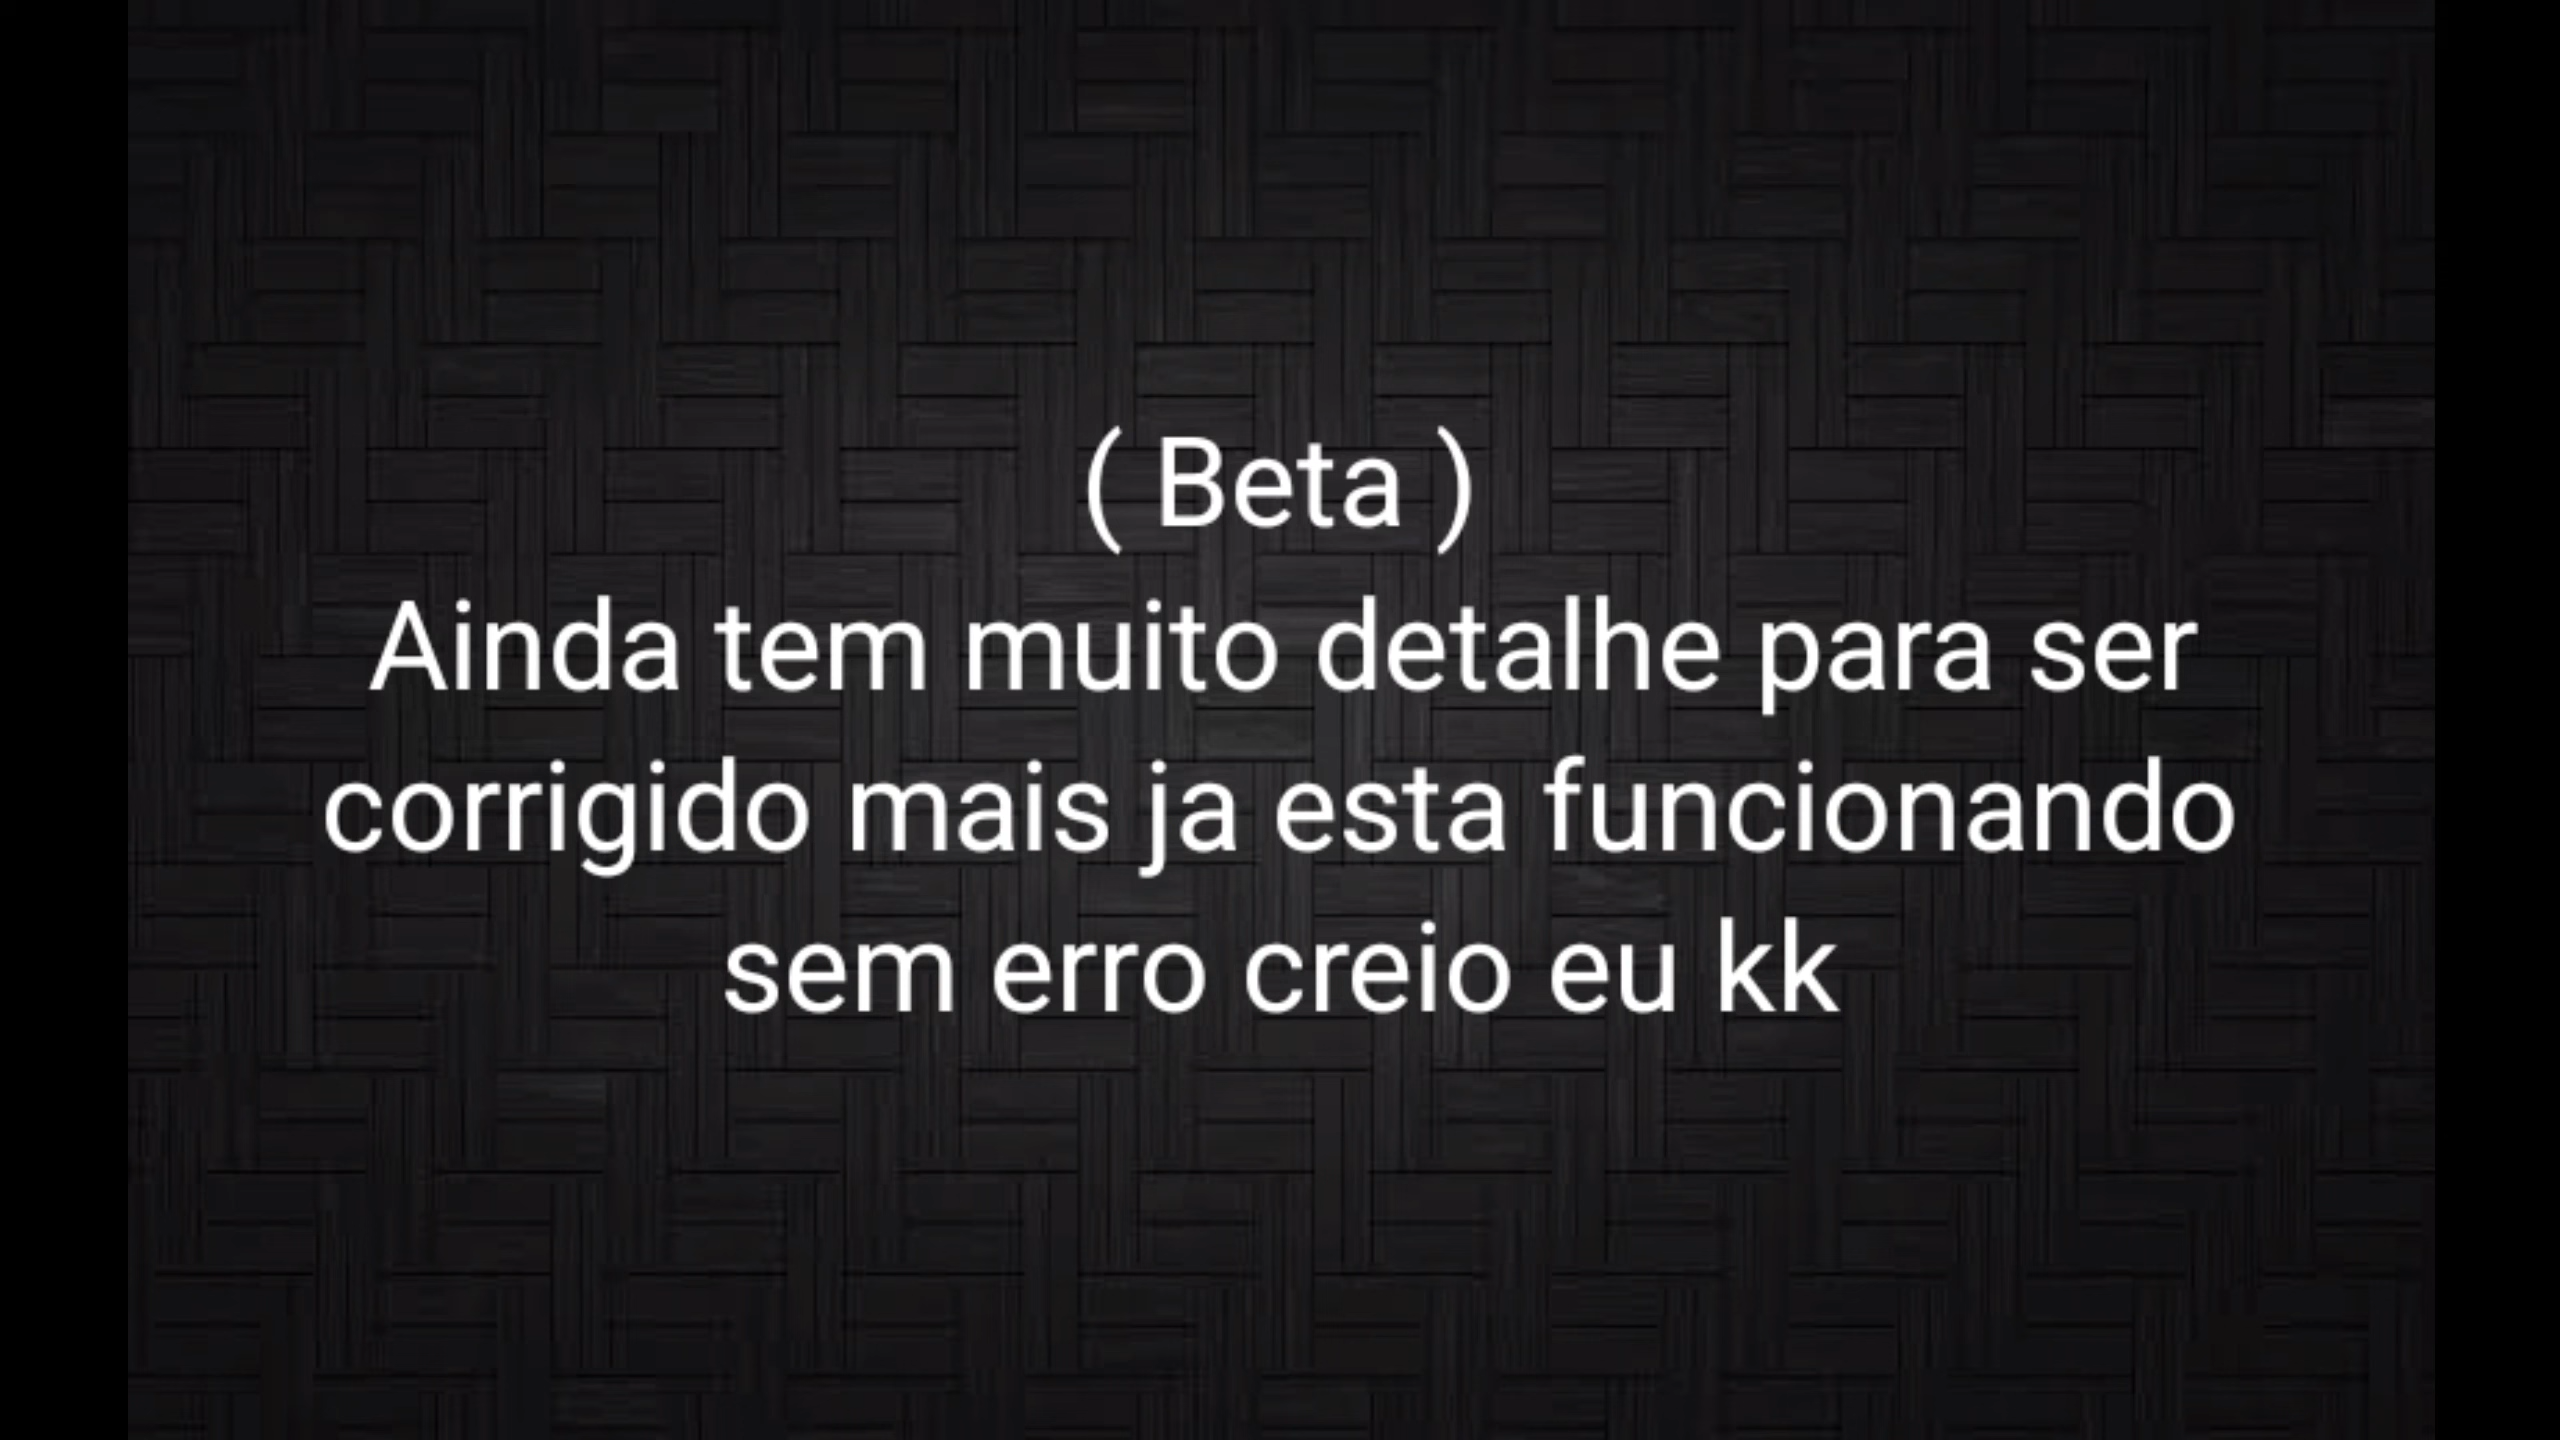 ( Beta )
Ainda tem muito detalhe para ser
corrigido mais ja esta funcionando
sem erro creio eu kk